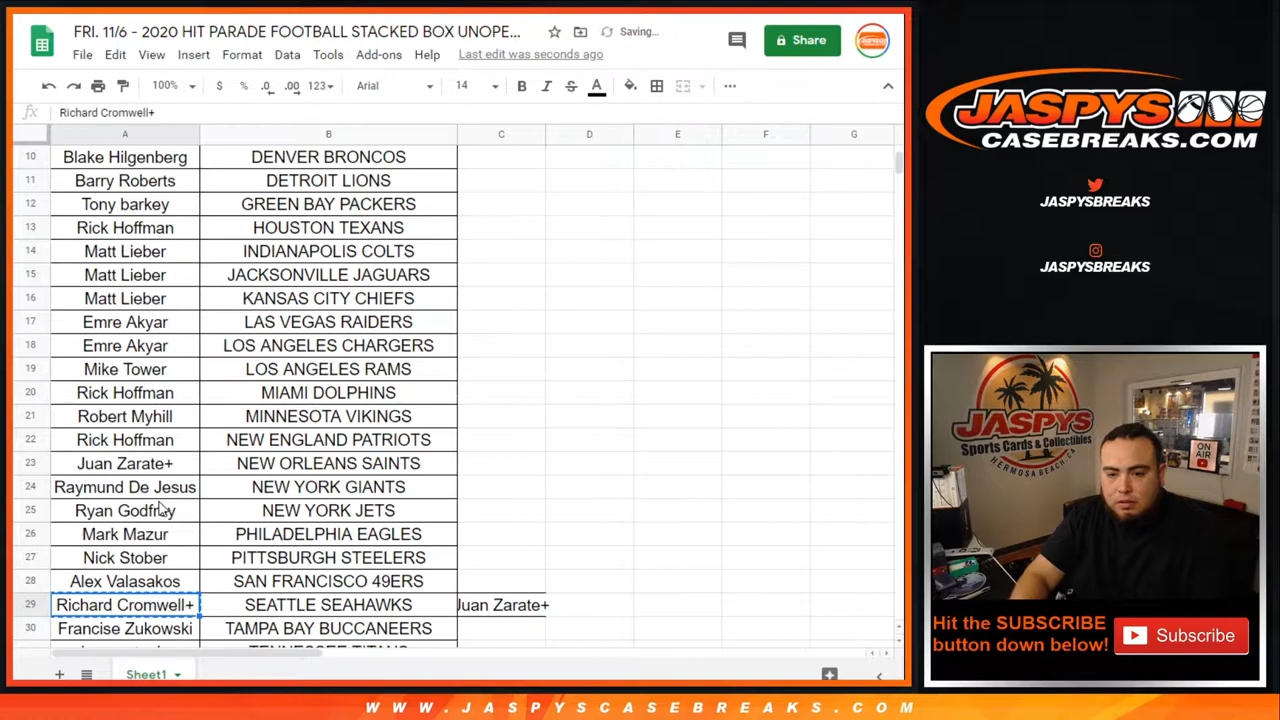 FRI. 11/6 - 2020 HIT PARADE FOOTBALL STACKED BOX UNOPE... Saving...
File Edit View Insert Format Data Tools Add-ons Help Last edit was seconds ago
Share
100% $ % .0 .00 123 Arial 14 B I S A
fx Richard Cromwell+
A B C D E F G
10 Blake Hilgenberg DENVER BRONCOS
11 Barry Roberts DETROIT LIONS
12 Tony barkey GREEN BAY PACKERS
13 Rick Hoffman HOUSTON TEXANS
14 Matt Lieber INDIANAPOLIS COLTS
15 Matt Lieber JACKSONVILLE JAGUARS
16 Matt Lieber KANSAS CITY CHIEFS
17 Emre Akyar LAS VEGAS RAIDERS
18 Emre Akyar LOS ANGELES CHARGERS
19 Mike Tower LOS ANGELES RAMS
20 Rick Hoffman MIAMI DOLPHINS
21 Robert Myhill MINNESOTA VIKINGS
22 Rick Hoffman NEW ENGLAND PATRIOTS
23 Juan Zarate+ NEW ORLEANS SAINTS
24 Raymund De Jesus NEW YORK GIANTS
25 Ryan Godfrey NEW YORK JETS
26 Mark Mazur PHILADELPHIA EAGLES
27 Nick Stober PITTSBURGH STEELERS
28 Alex Valasakos SAN FRANCISCO 49ERS
29 Richard Cromwell+ SEATTLE SEAHAWKS Juan Zarate+
30 Francise Zukowski TAMPA BAY BUCCANEERS
TENNESSEE TITANS
Sheet1
JASPYS
CASEBREAKS.COM
JASPYSBREAKS
JASPYSBREAKS
JASPYS
Sports Cards & Collectibles
HERMOSA BEACH, CA
ON
AIR
Hit the SUBSCRIBE
button down below!
Subscribe
WWW.JASPYSCASEBREAKS.COM